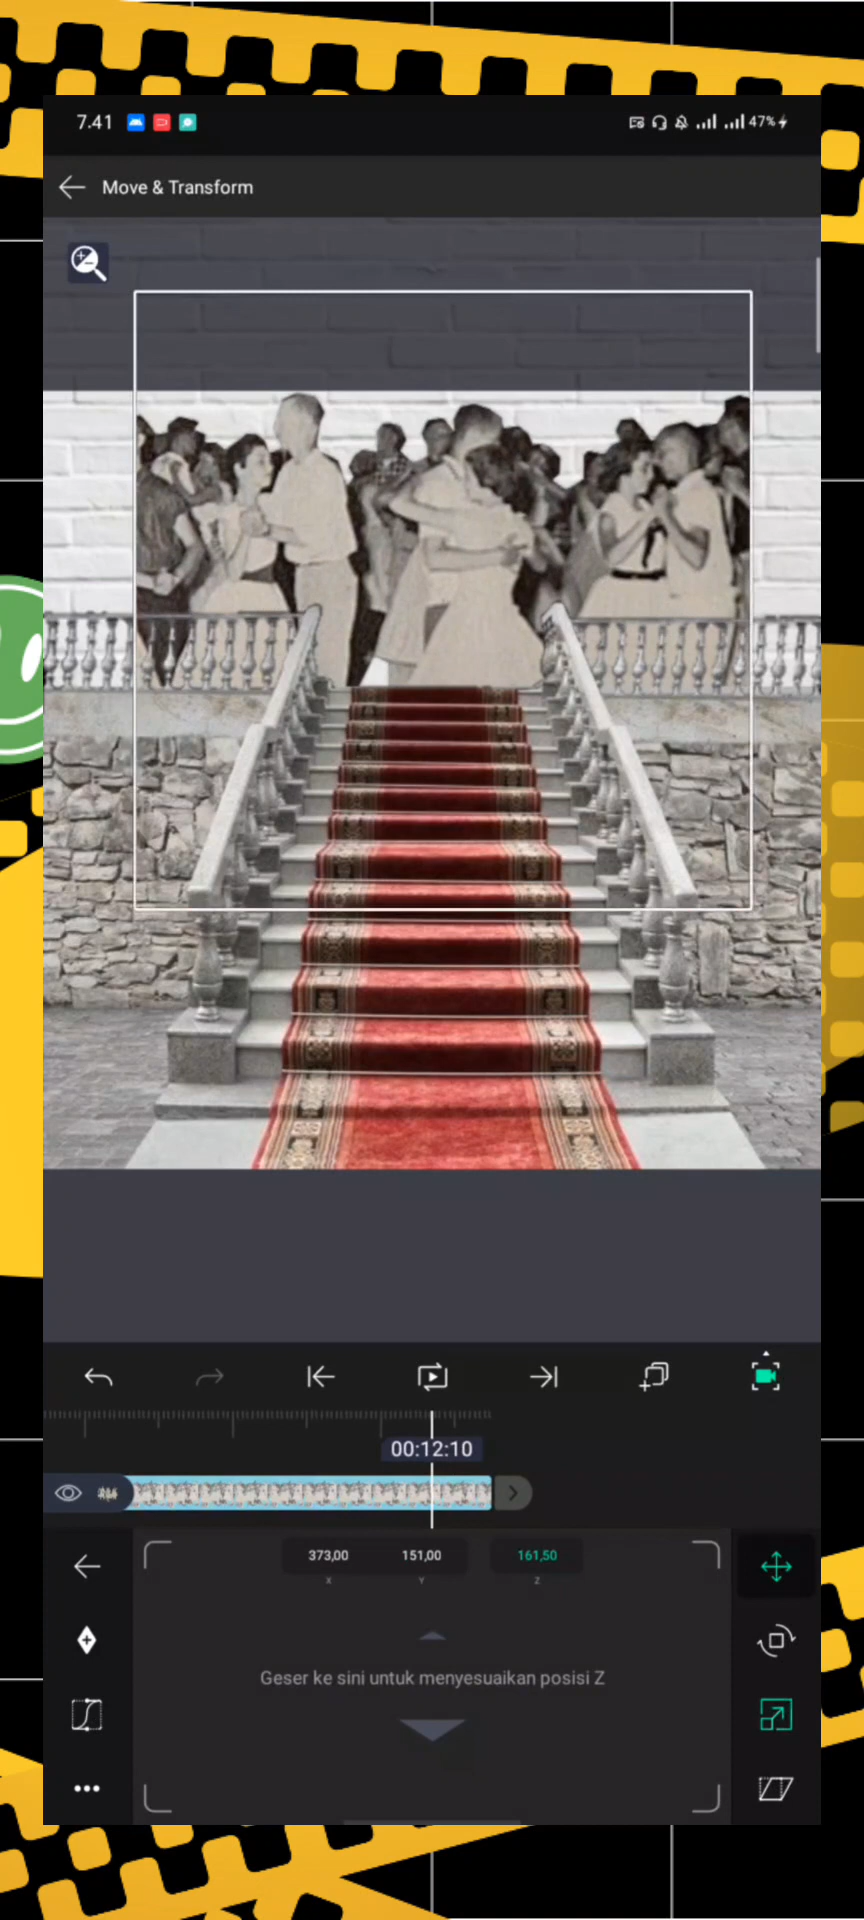 7.41
47%
Move & Transform
00:12:10
373,00 151,00 161,50
X Y Z
Geser ke sini untuk menyesuaikan posisi Z